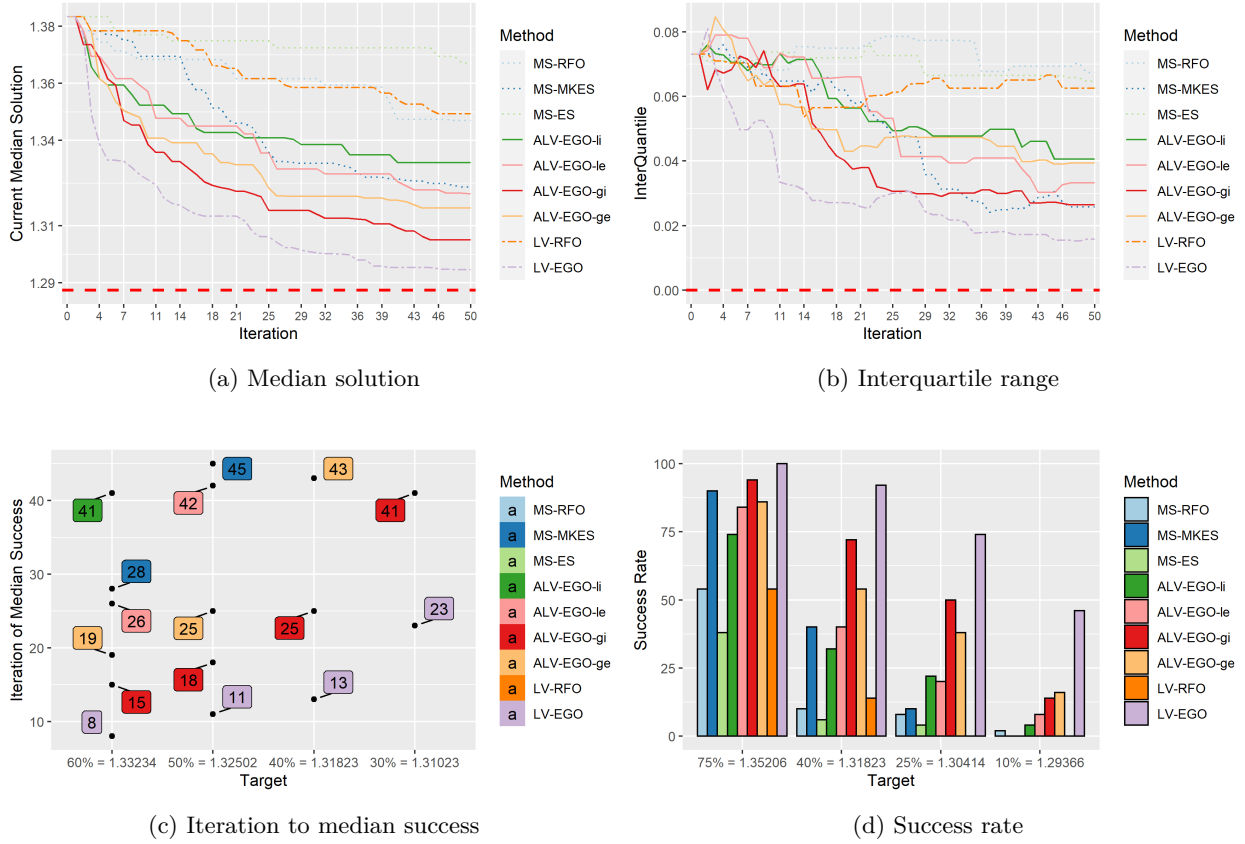 Current Median Solution
1.38
1.36
1.34
1.31
1.29
0 4 7 11 14 18 21 25 29 32 36 39 43 46 50
Iteration
Method
MS-RFO
MS-MKES
MS-ES
ALV-EGO-li
ALV-EGO-le
ALV-EGO-gi
ALV-EGO-ge
LV-RFO
LV-EGO
(a) Median solution
InterQuantile
0.08
0.06
0.04
0.02
0.00
0 4 7 11 14 18 21 25 29 32 36 39 43 46 50
Iteration
Method
MS-RFO
MS-MKES
MS-ES
ALV-EGO-li
ALV-EGO-le
ALV-EGO-gi
ALV-EGO-ge
LV-RFO
LV-EGO
(b) Interquartile range
Iteration of Median Success
40
30
20
10
41
28
26
19
15
8
45
42
25
18
11
43
25
13
41
23
60% = 1.33234 50% = 1.32502 40% = 1.31823 30% = 1.31023
Target
Method
a MS-RFO
a MS-MKES
a MS-ES
a ALV-EGO-li
a ALV-EGO-le
a ALV-EGO-gi
a ALV-EGO-ge
a LV-RFO
a LV-EGO
(c) Iteration to median success
Success Rate
100
75
50
25
0
75% = 1.35206 40% = 1.31823 25% = 1.30414 10% = 1.29366
Target
Method
MS-RFO
MS-MKES
MS-ES
ALV-EGO-li
ALV-EGO-le
ALV-EGO-gi
ALV-EGO-ge
LV-RFO
LV-EGO
(d) Success rate